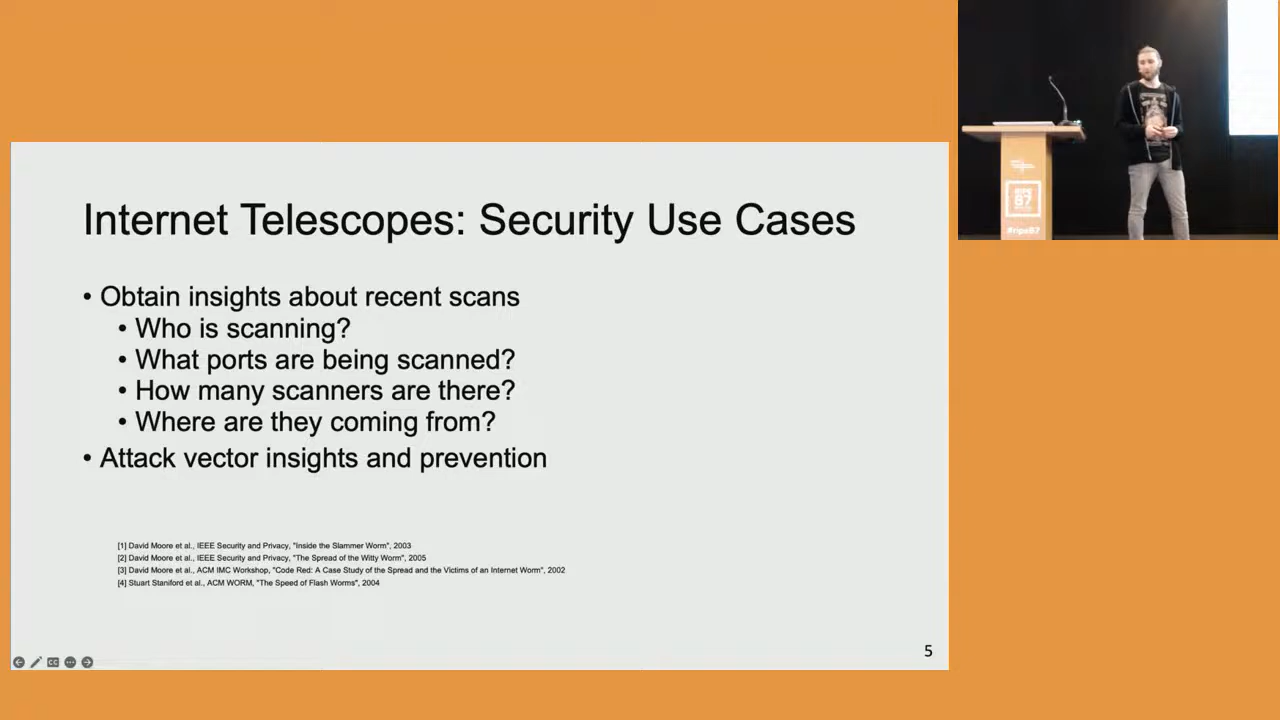 Internet Telescopes: Security Use Cases
• Obtain insights about recent scans
• Who is scanning?
• What ports are being scanned?
• How many scanners are there?
• Where are they coming from?
• Attack vector insights and prevention
[1] David Moore et al., IEEE Security and Privacy, "Inside the Slammer Worm", 2003
[2] David Moore et al., IEEE Security and Privacy, "The Spread of the Witty Worm", 2005
[3] David Moore et al., ACM IMC Workshop, "Code Red: A Case Study of the Spread and the Victims of an Internet Worm", 2002
[4] Stuart Staniford et al., ACM WORM, "The Speed of Flash Worms", 2004
5
CC
RIPE
87
#ripe87